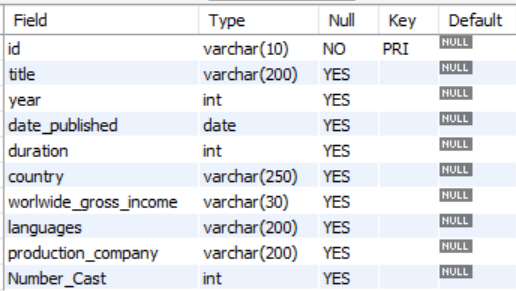 Field Type Null Key Default
id varchar(10) NO PRI NULL
title varchar(200) YES NULL
year int YES NULL
date_published date YES NULL
duration int YES NULL
country varchar(250) YES NULL
worlwide_gross_income varchar(30) YES NULL
languages varchar(200) YES NULL
production_company varchar(200) YES NULL
Number_Cast int YES NULL